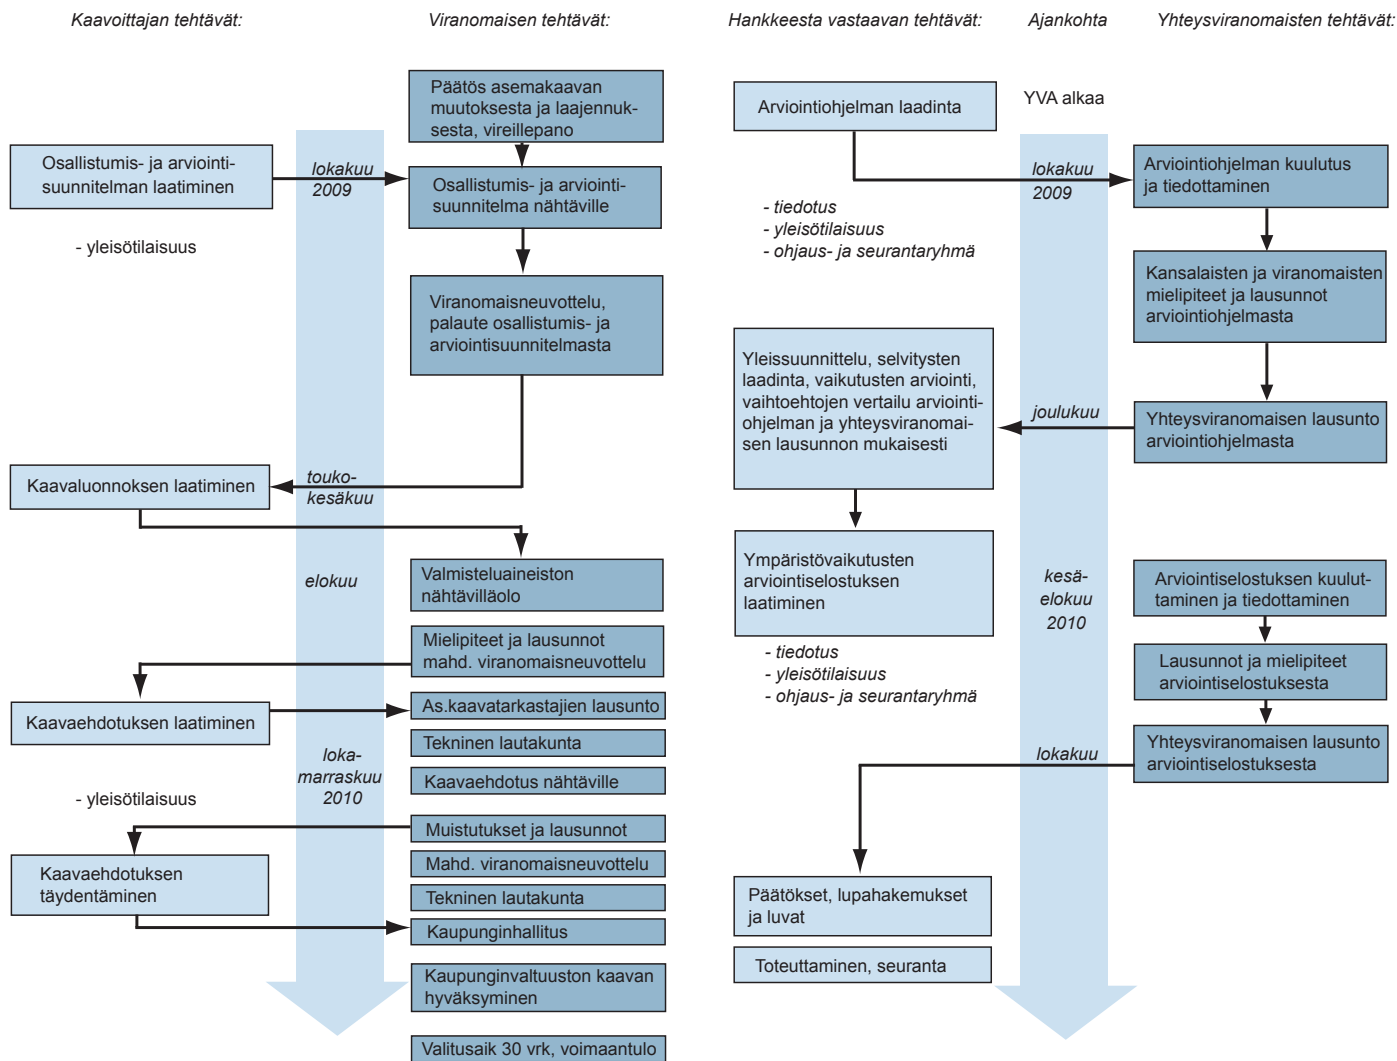 Kaavoittajan tehtävät:
Viranomaisen tehtävät:
Hankkeesta vastaavan tehtävät:
Ajankohta
Yhteysviranomaisten tehtävät:
Päätös asemakaavan
muutoksesta ja laajennuk-
sesta, vireillepano
Osallistumis- ja arviointi-
suunnitelman laatiminen
lokakuu
2009
Osallistumis- ja arviointi-
suunnitelma nähtäville
- yleisötilaisuus
Viranomaisneuvottelu,
palaute osallistumis- ja
arviointisuunnitelmasta
Kaavaluonnoksen laatiminen
touko-
kesäkuu
elokuu
Valmisteluaineiston
nähtävilläolo
Mielipiteet ja lausunnot
mahd. viranomaisneuvottelu
Kaavaehdotuksen laatiminen
As.kaavatarkastajien lausunto
Tekninen lautakunta
loka-
marraskuu
2010
Kaavaehdotus nähtäville
- yleisötilaisuus
Muistutukset ja lausunnot
Mahd. viranomaisneuvottelu
Kaavaehdotuksen
täydentäminen
Tekninen lautakunta
Kaupunginhallitus
Kaupunginvaltuuston kaavan
hyväksyminen
Valitusaik 30 vrk, voimaantulo
Arviointiohjelman laadinta
YVA alkaa
lokakuu
2009
Arviointiohjelman kuulutus
ja tiedottaminen
- tiedotus
- yleisötilaisuus
- ohjaus- ja seurantaryhmä
Kansalaisten ja viranomaisten
mielipiteet ja lausunnot
arviointiohjelmasta
Yleissuunnittelu, selvitysten
laadinta, vaikutusten arviointi,
vaihtoehtojen vertailu arviointi-
ohjelman ja yhteysviranomai-
sen lausunnon mukaisesti
joulukuu
Yhteysviranomaisen lausunto
arviointiohjelmasta
Ympäristövaikutusten
arviointiselostuksen
laatiminen
kesä-
elokuu
2010
Arviointiselostuksen kuulut-
taminen ja tiedottaminen
- tiedotus
- yleisötilaisuus
- ohjaus- ja seurantaryhmä
Lausunnot ja mielipiteet
arviointiselostuksesta
lokakuu
Yhteysviranomaisen lausunto
arviointiselostuksesta
Päätökset, lupahakemukset
ja luvat
Toteuttaminen, seuranta